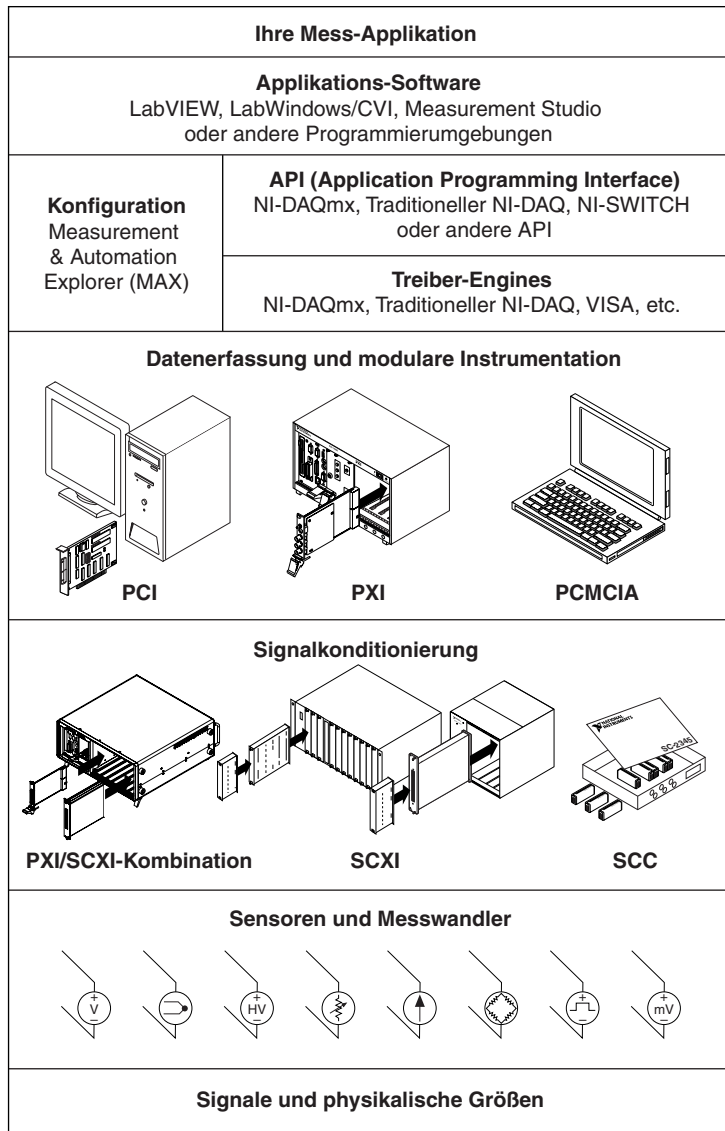 Ihre Mess-Applikation
Applikations-Software
LabVIEW, LabWindows/CVI, Measurement Studio
oder andere Programmierumgebungen
Konfiguration
Measurement
& Automation
Explorer (MAX)
API (Application Programming Interface)
NI-DAQmx, Traditioneller NI-DAQ, NI-SWITCH
oder andere API
Treiber-Engines
NI-DAQmx, Traditioneller NI-DAQ, VISA, etc.
Datenerfassung und modulare Instrumentation
PCI
PXI
PCMCIA
Signalkonditionierung
NATIONAL
INSTRUMENTS
SC-2345
PXI/SCXI-Kombination
SCXI
SCC
Sensoren und Messwandler
+
V
–
+
HV
–
+
–
+
mV
–
Signale und physikalische Größen